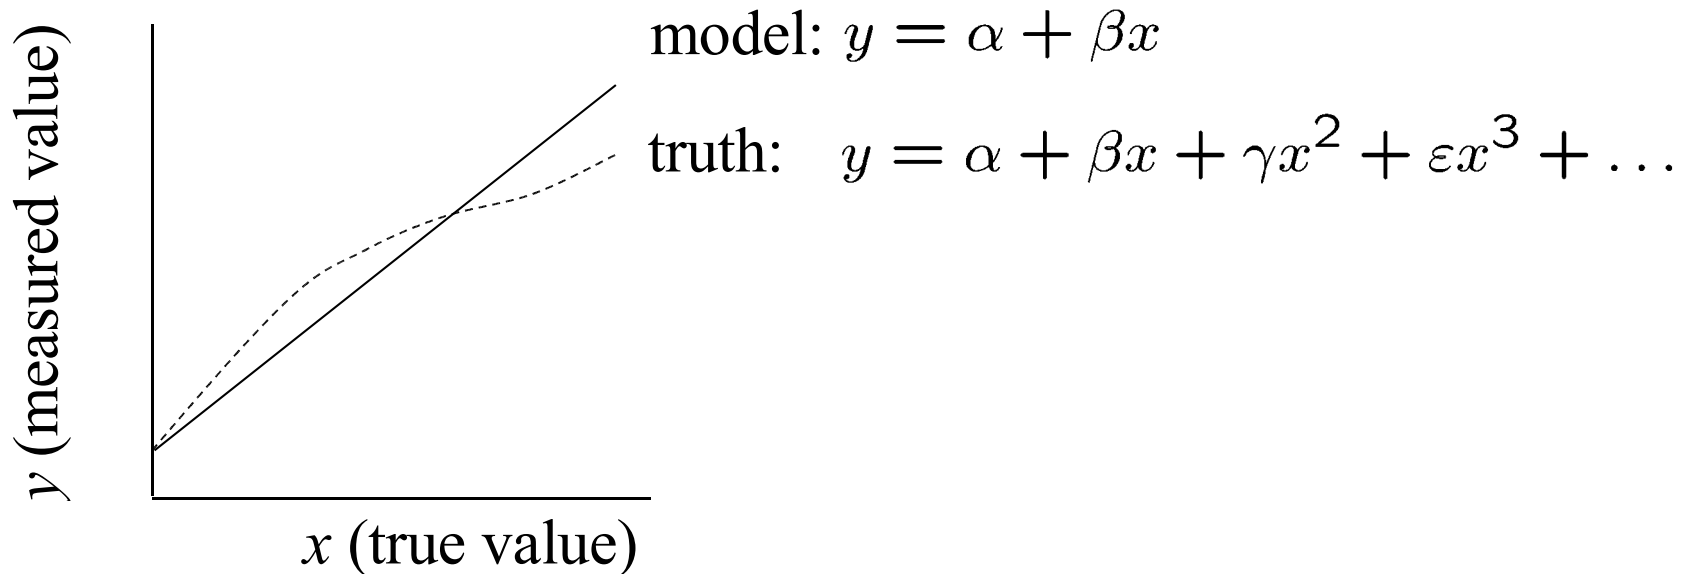 model: y = α + βx
truth: y = α + βx + γx² + εx³ + ...
y (measured value)
x (true value)